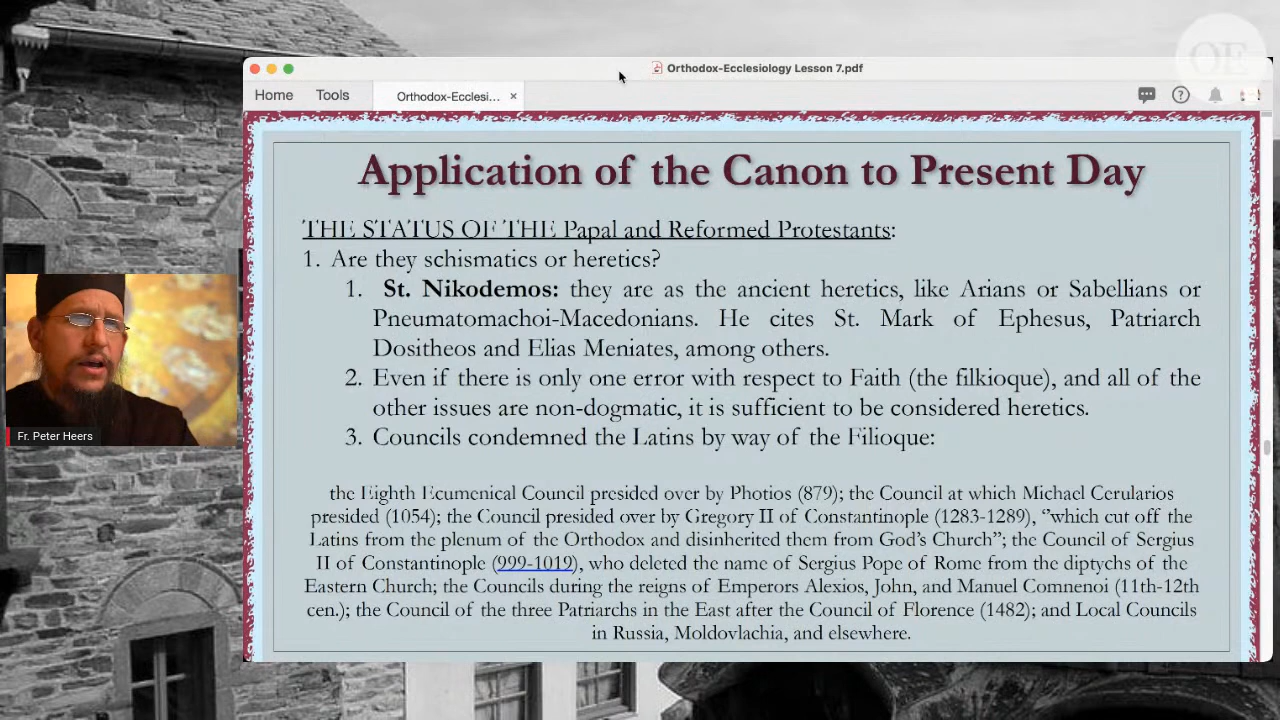 OE
Orthodox-Ecclesiology Lesson 7.pdf
Home Tools Orthodox-Ecclesi... ×
Application of the Canon to Present Day
THE STATUS OF THE Papal and Reformed Protestants:
1. Are they schismatics or heretics?
1. St. Nikodemos: they are as the ancient heretics, like Arians or Sabellians or
Pneumatomachoi-Macedonians. He cites St. Mark of Ephesus, Patriarch
Dositheos and Elias Meniates, among others.
2. Even if there is only one error with respect to Faith (the filkioque), and all of the
other issues are non-dogmatic, it is sufficient to be considered heretics.
3. Councils condemned the Latins by way of the Filioque:
the Eighth Ecumenical Council presided over by Photios (879); the Council at which Michael Cerularios
presided (1054); the Council presided over by Gregory II of Constantinople (1283-1289), “which cut off the
Latins from the plenum of the Orthodox and disinherited them from God’s Church”; the Council of Sergius
II of Constantinople (999-1019), who deleted the name of Sergius Pope of Rome from the diptychs of the
Eastern Church; the Councils during the reigns of Emperors Alexios, John, and Manuel Comnenoi (11th-12th
cen.); the Council of the three Patriarchs in the East after the Council of Florence (1482); and Local Councils
in Russia, Moldovlachia, and elsewhere.
Fr. Peter Heers